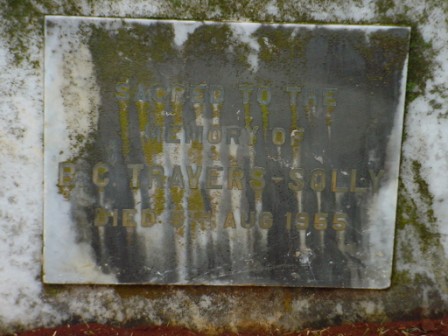 SACRED TO THE
MEMORY OF
R C TRAVERS-SOLLY
DIED AUG 1955